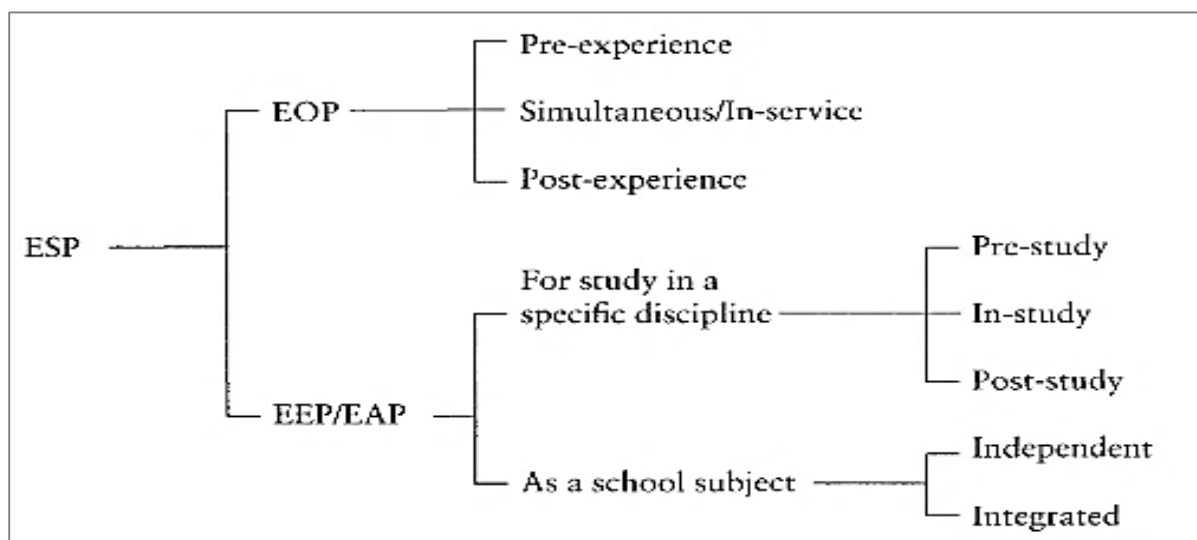 Pre-experience
EOP
Simultaneous/In-service
Post-experience
ESP
For study in a
specific discipline
Pre-study
In-study
Post-study
EEP/EAP
As a school subject
Independent
Integrated